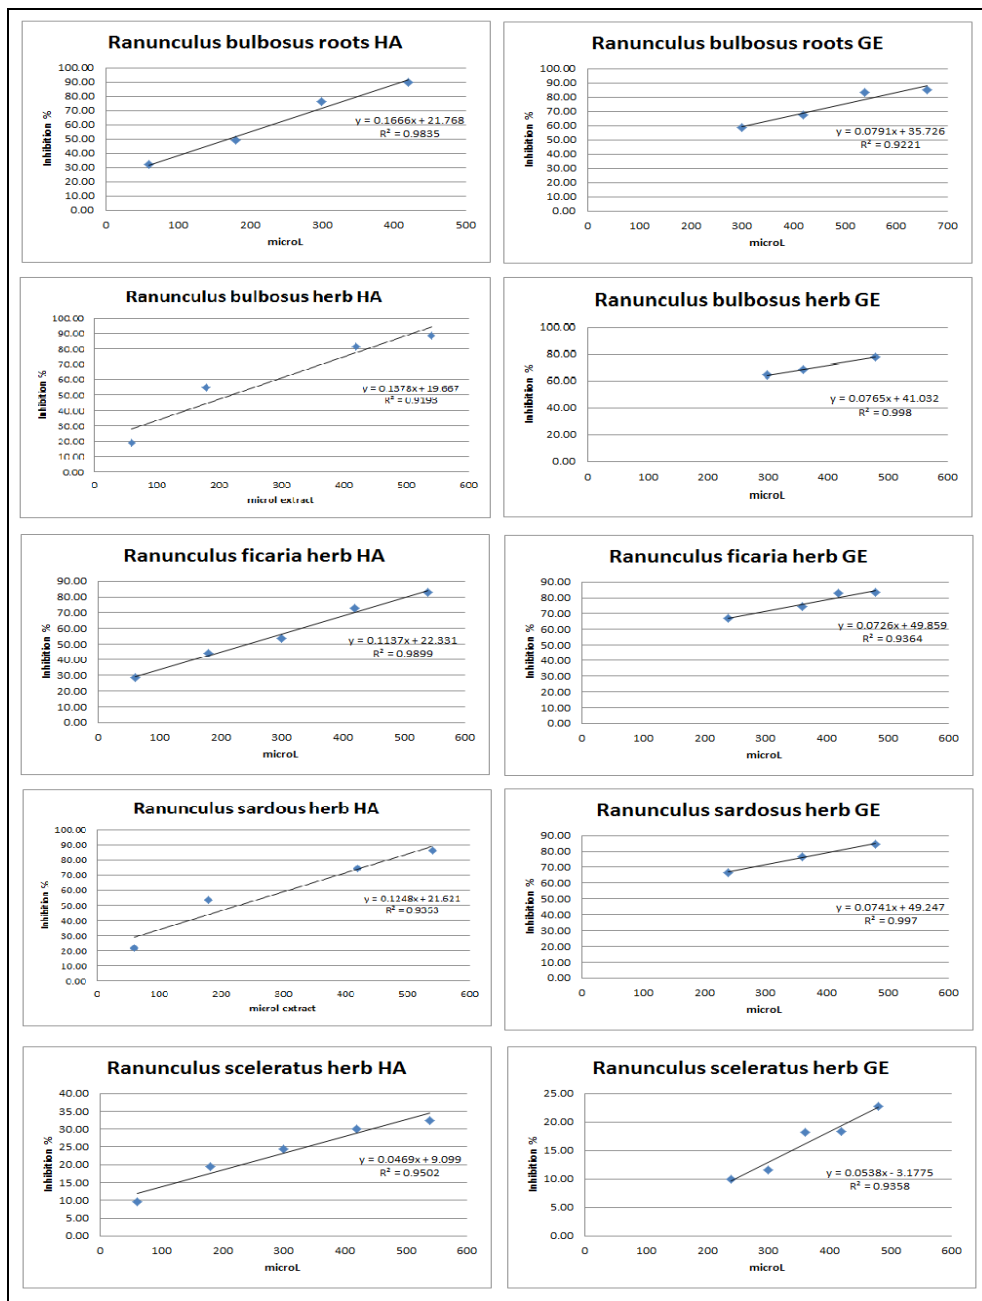 Ranunculus bulbosus roots HA
100.00
90.00
80.00
70.00
60.00
50.00
40.00
30.00
20.00
10.00
0.00
Inhibition %
y = 0.1666x + 21.768
R² = 0.9835
0 100 200 300 400 500
microL
Ranunculus bulbosus roots GE
100.00
90.00
80.00
70.00
60.00
50.00
40.00
30.00
20.00
10.00
0.00
Inhibition %
y = 0.0791x + 35.726
R² = 0.9221
0 100 200 300 400 500 600 700
microL
Ranunculus bulbosus herb HA
100.00
90.00
80.00
70.00
60.00
50.00
40.00
30.00
20.00
10.00
0.00
Inhibition %
y = 0.1378x + 19.667
R² = 0.9193
0 100 200 300 400 500 600
microl extract
Ranunculus bulbosus herb GE
100.00
80.00
60.00
40.00
20.00
0.00
Inhibition %
y = 0.0765x + 41.032
R² = 0.998
0 100 200 300 400 500 600
microL
Ranunculus ficaria herb HA
90.00
80.00
70.00
60.00
50.00
40.00
30.00
20.00
10.00
0.00
Inhibition %
y = 0.1137x + 22.331
R² = 0.9899
0 100 200 300 400 500 600
microL
Ranunculus ficaria herb GE
90.00
80.00
70.00
60.00
50.00
40.00
30.00
20.00
10.00
0.00
Inhibition %
y = 0.0726x + 49.859
R² = 0.9364
0 100 200 300 400 500 600
microL
Ranunculus sardous herb HA
100.00
90.00
80.00
70.00
60.00
50.00
40.00
30.00
20.00
10.00
0.00
Inhibition %
y = 0.1248x + 21.621
R² = 0.9353
0 100 200 300 400 500 600
microl extract
Ranunculus sardosus herb GE
90.00
80.00
70.00
60.00
50.00
40.00
30.00
20.00
10.00
0.00
Inhibition %
y = 0.0741x + 49.247
R² = 0.997
0 100 200 300 400 500 600
microL
Ranunculus sceleratus herb HA
40.00
35.00
30.00
25.00
20.00
15.00
10.00
5.00
0.00
Inhibition %
y = 0.0469x + 9.099
R² = 0.9502
0 100 200 300 400 500 600
microL
Ranunculus sceleratus herb GE
25.00
20.00
15.00
10.00
5.00
0.00
Inhibition %
y = 0.0538x - 3.1775
R² = 0.9358
0 100 200 300 400 500 600
microL